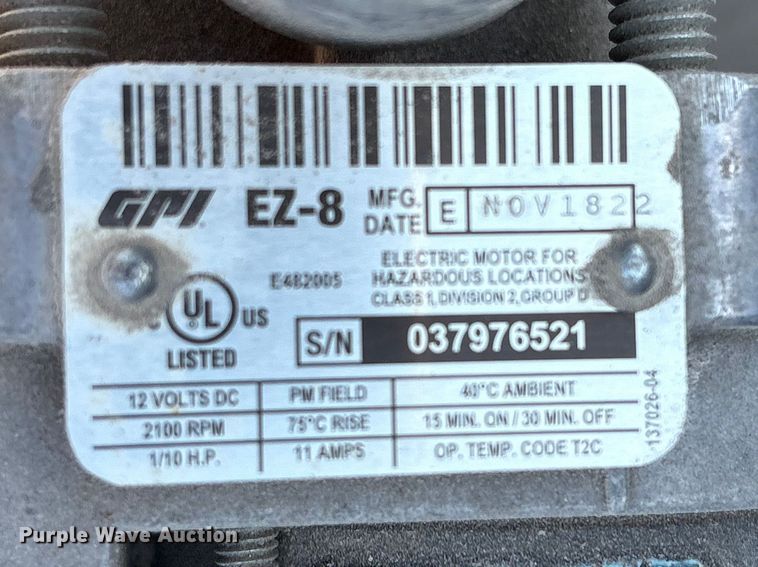 GPI EZ-8 MFG. DATE E NOV1822
ELECTRIC MOTOR FOR
E482005 HAZARDOUS LOCATIONS
CLASS 1, DIVISION 2, GROUP D
C UL US
LISTED
S/N 037976521
12 VOLTS DC PM FIELD 40°C AMBIENT
2100 RPM 75°C RISE 15 MIN. ON / 30 MIN. OFF
1/10 H.P. 11 AMPS OP. TEMP. CODE T2C
137026-04
Purple Wave Auction